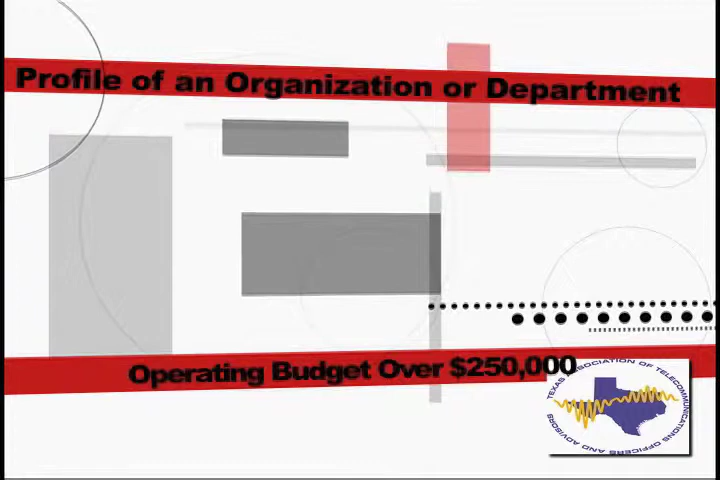 Profile of an Organization or Department
Operating Budget Over $250,000
TEXAS ASSOCIATION OF TELECOMMUNICATIONS OFFICERS AND ADVISORS